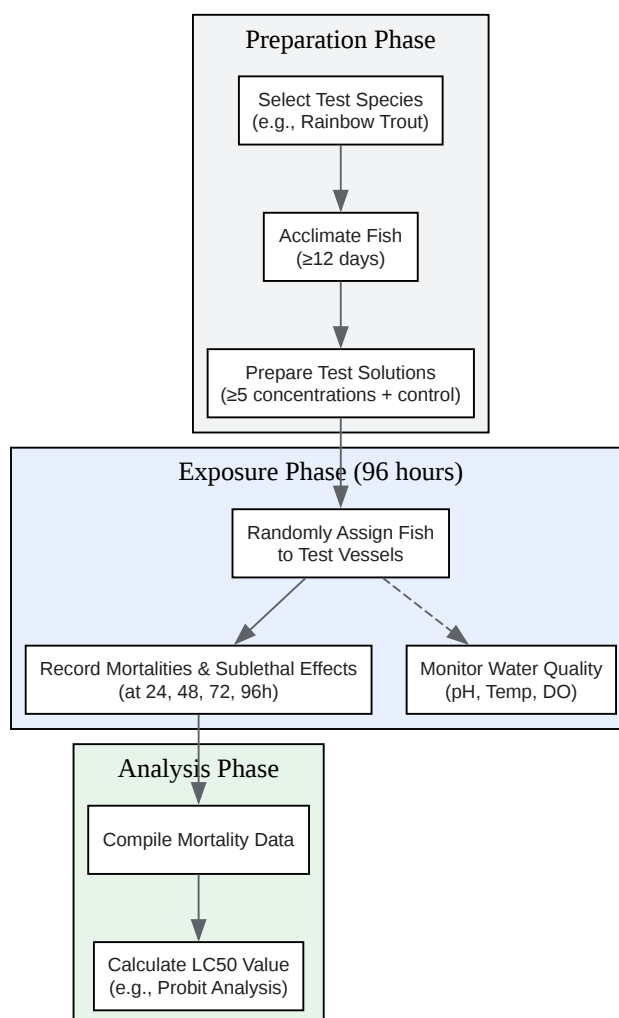 Preparation Phase
Select Test Species
(e.g., Rainbow Trout)
Acclimate Fish
(≥12 days)
Prepare Test Solutions
(≥5 concentrations + control)
Exposure Phase (96 hours)
Randomly Assign Fish
to Test Vessels
Record Mortalities & Sublethal Effects
(at 24, 48, 72, 96h)
Monitor Water Quality
(pH, Temp, DO)
Analysis Phase
Compile Mortality Data
Calculate LC50 Value
(e.g., Probit Analysis)